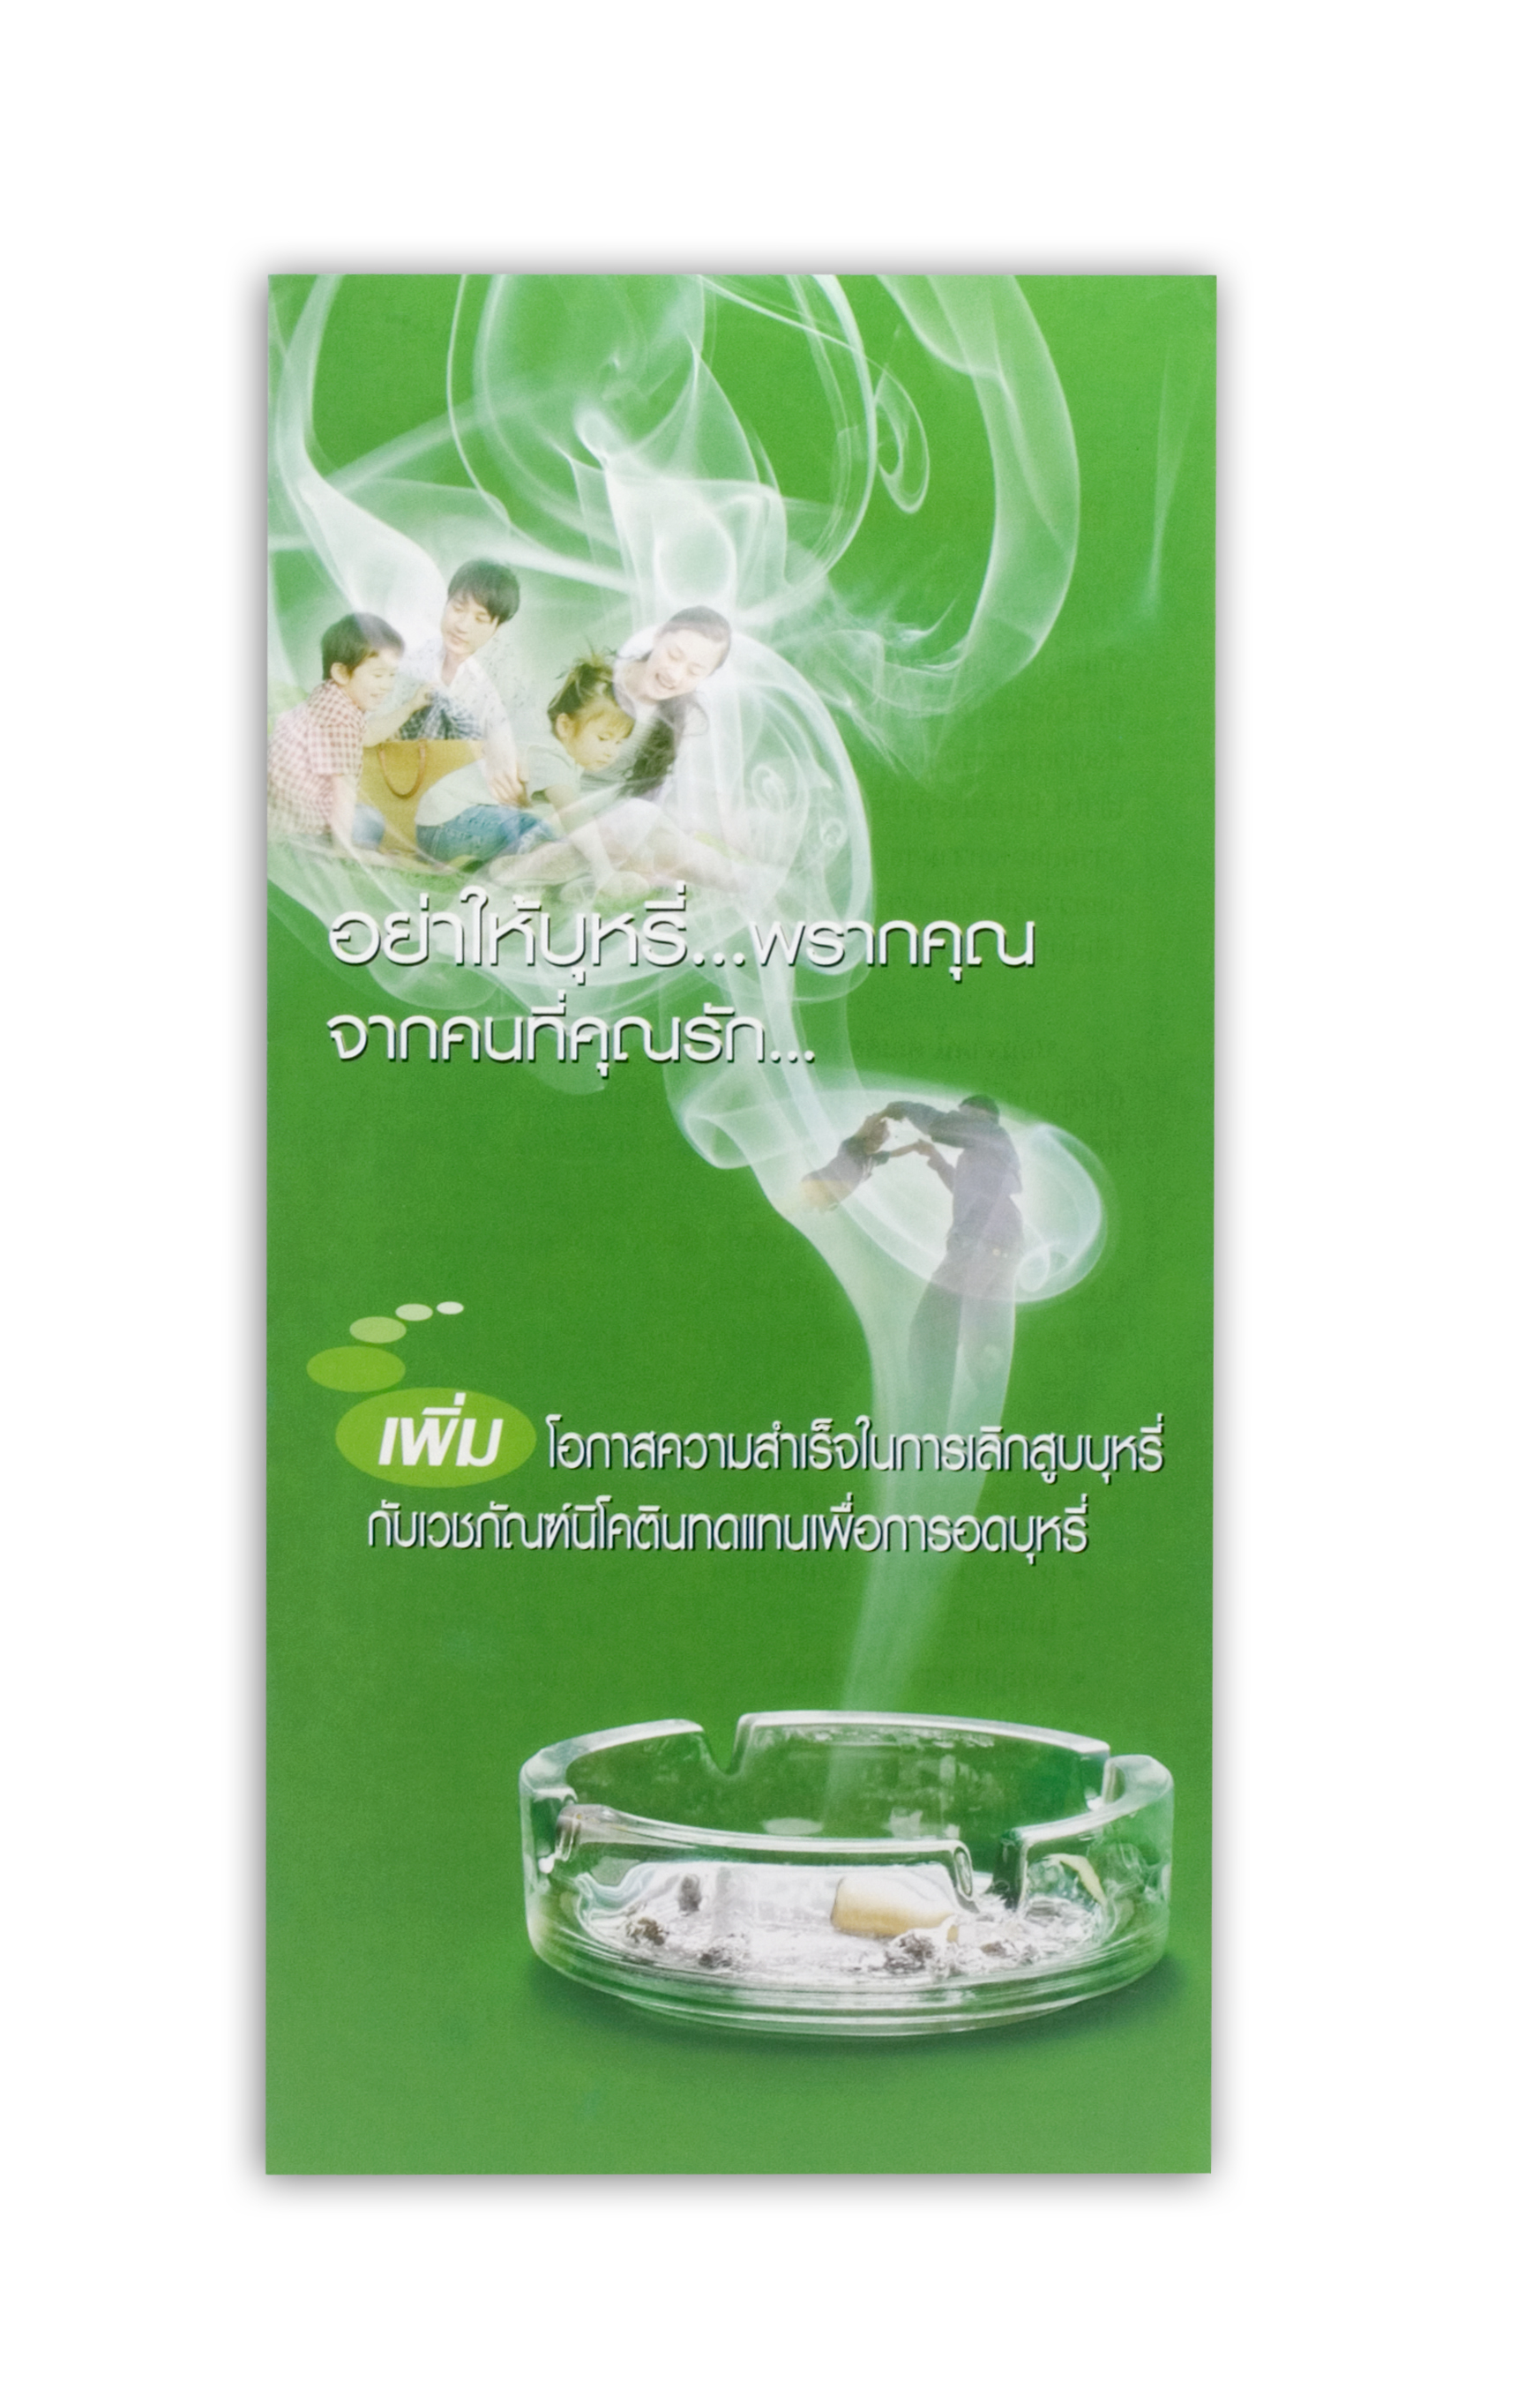 อย่าให้บุหรี่...พรากคุณ
จากคนที่คุณรัก...
เพิ่ม โอกาสความสำเร็จในการเลิกสูบบุหรี่
กับเวชภัณฑ์นิโคตินทดแทนเพื่อการอดบุหรี่